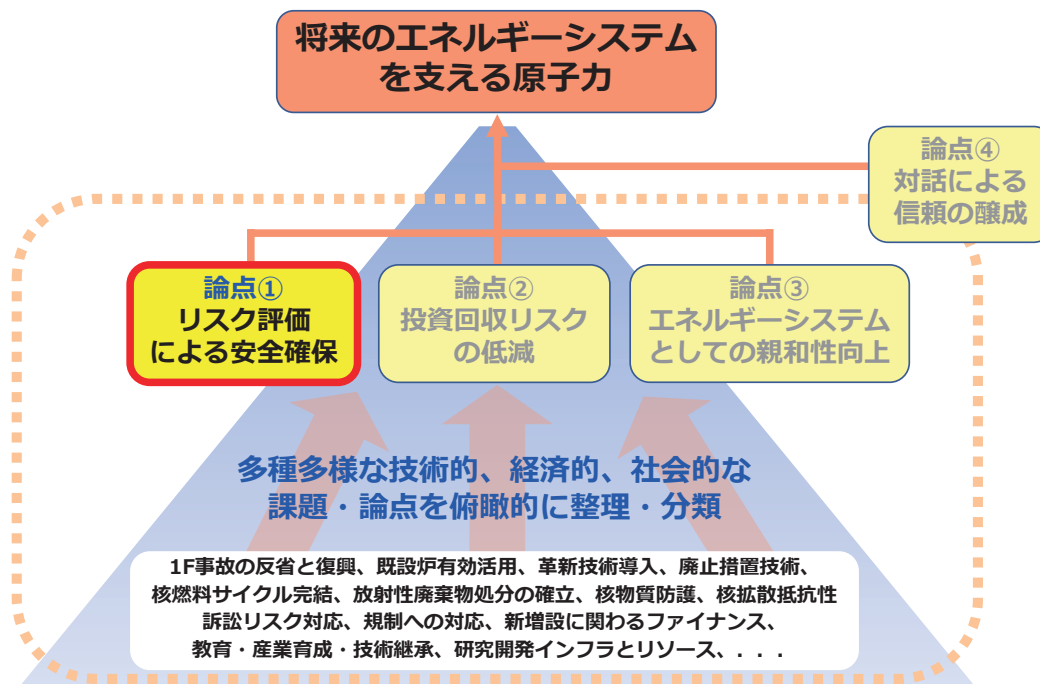 将来のエネルギーシステム
を支える原子力
論点④
対話による
信頼の醸成
論点①
リスク評価
による安全確保
論点②
投資回収リスク
の低減
論点③
エネルギーシステム
としての親和性向上
多種多様な技術的、経済的、社会的な
課題・論点を俯瞰的に整理・分類
1F事故の反省と復興、既設炉有効活用、革新技術導入、廃止措置技術、
核燃料サイクル完結、放射性廃棄物処分の確立、核物質防護、核拡散抵抗性
訴訟リスク対応、規制への対応、新増設に関わるファイナンス、
教育・産業育成・技術継承、研究開発インフラとリソース、．．．